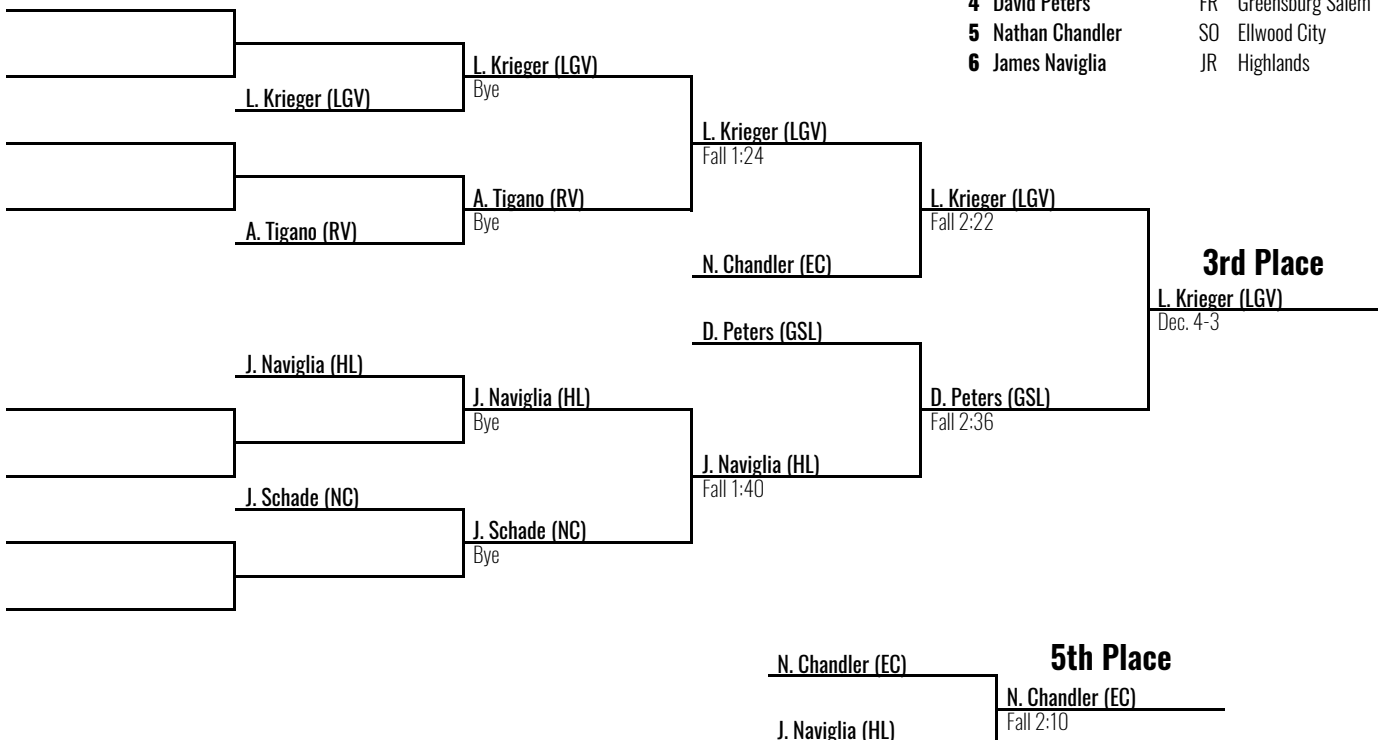 4 David Peters FR Greensburg Salem
5 Nathan Chandler SO Ellwood City
6 James Naviglia JR Highlands
L. Krieger (LGV)
Bye
L. Krieger (LGV)
L. Krieger (LGV)
Fall 1:24
A. Tigano (RV)
Bye
L. Krieger (LGV)
Fall 2:22
A. Tigano (RV)
N. Chandler (EC)
3rd Place
L. Krieger (LGV)
Dec. 4-3
D. Peters (GSL)
J. Naviglia (HL)
J. Naviglia (HL)
Bye
D. Peters (GSL)
Fall 2:36
J. Naviglia (HL)
Fall 1:40
J. Schade (NC)
J. Schade (NC)
Bye
5th Place
N. Chandler (EC)
N. Chandler (EC)
Fall 2:10
J. Naviglia (HL)